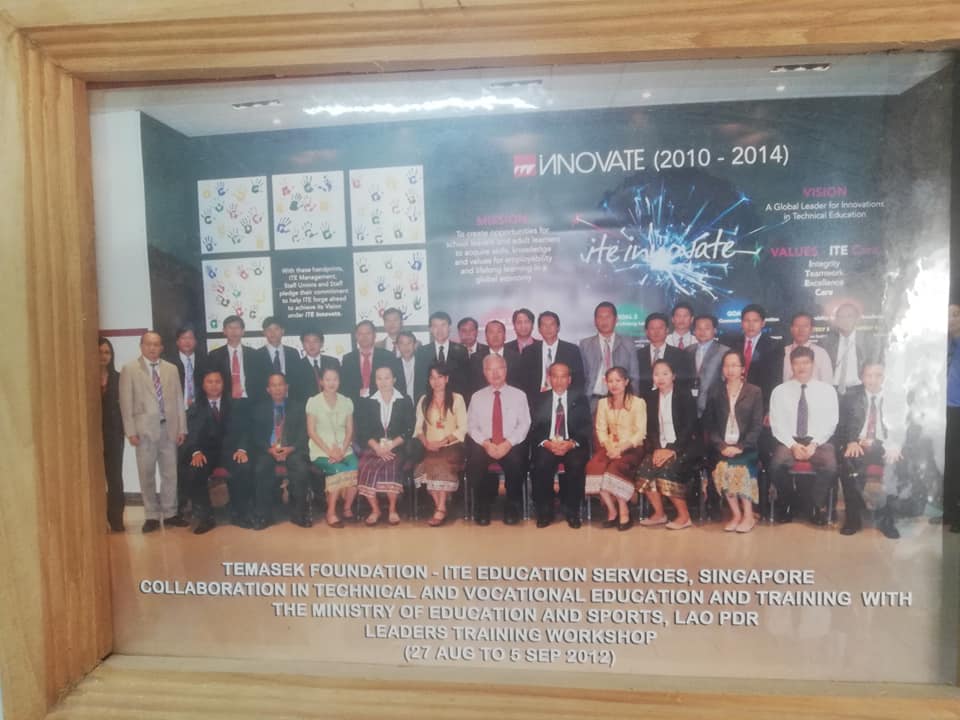 iTE iNNOVATE (2010 - 2014)
VISION
A Global Leader for Innovations
in Technical Education
MISSION
To create opportunities for
school leavers and adult learners
to acquire skills, knowledge
and values for employability
and lifelong learning in a
global economy
ite innovate
VALUES ITE Care
Integrity
Teamwork
Excellence
Care
With these handprints,
ITE Management,
Staff Unions and Staff
pledge their commitment
to help ITE forge ahead
to achieve its Vision
under ITE Innovate.
TEMASEK FOUNDATION - ITE EDUCATION SERVICES, SINGAPORE
COLLABORATION IN TECHNICAL AND VOCATIONAL EDUCATION AND TRAINING WITH
THE MINISTRY OF EDUCATION AND SPORTS, LAO PDR
LEADERS TRAINING WORKSHOP
(27 AUG TO 5 SEP 2012)